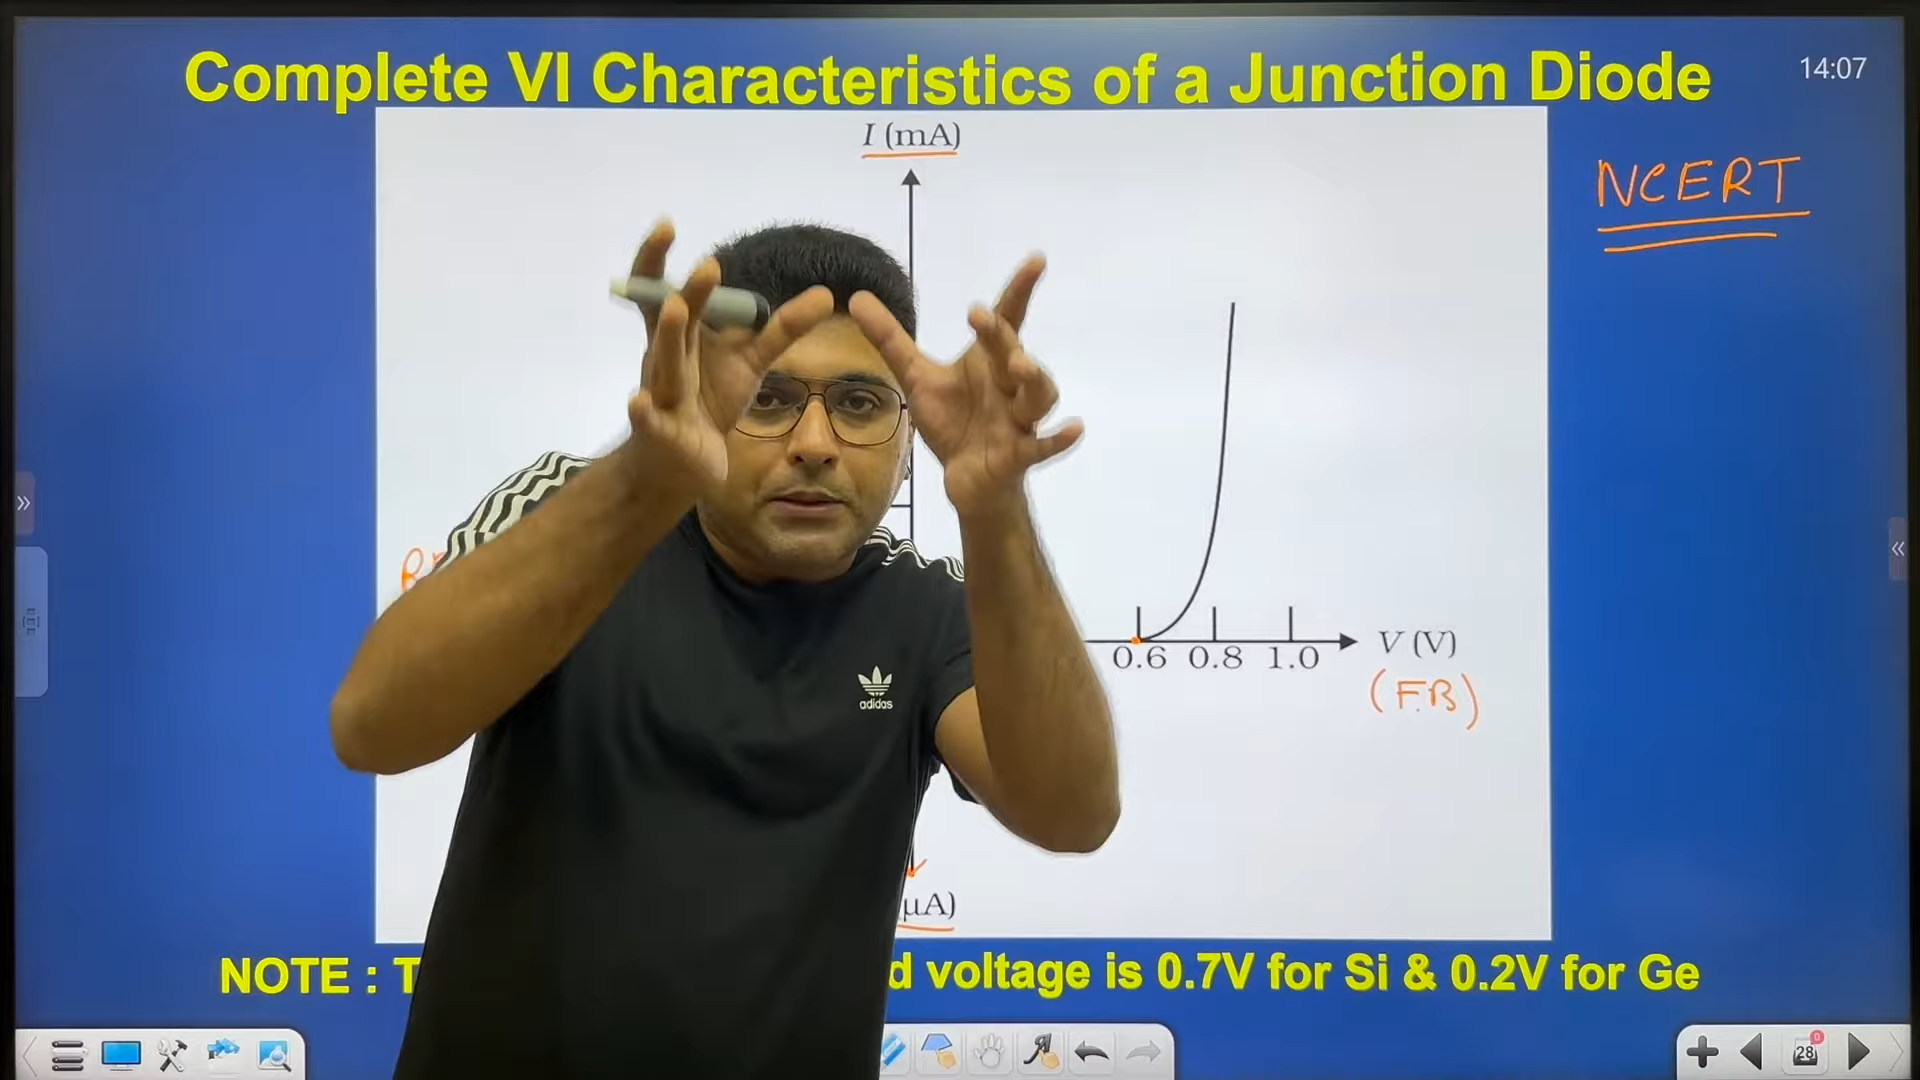 Complete VI Characteristics of a Junction Diode
14:07
I (mA)
NCERT
0.6 0.8 1.0
V (V)
(F.B)
adidas
μA)
NOTE : voltage is 0.7V for Si & 0.2V for Ge
28